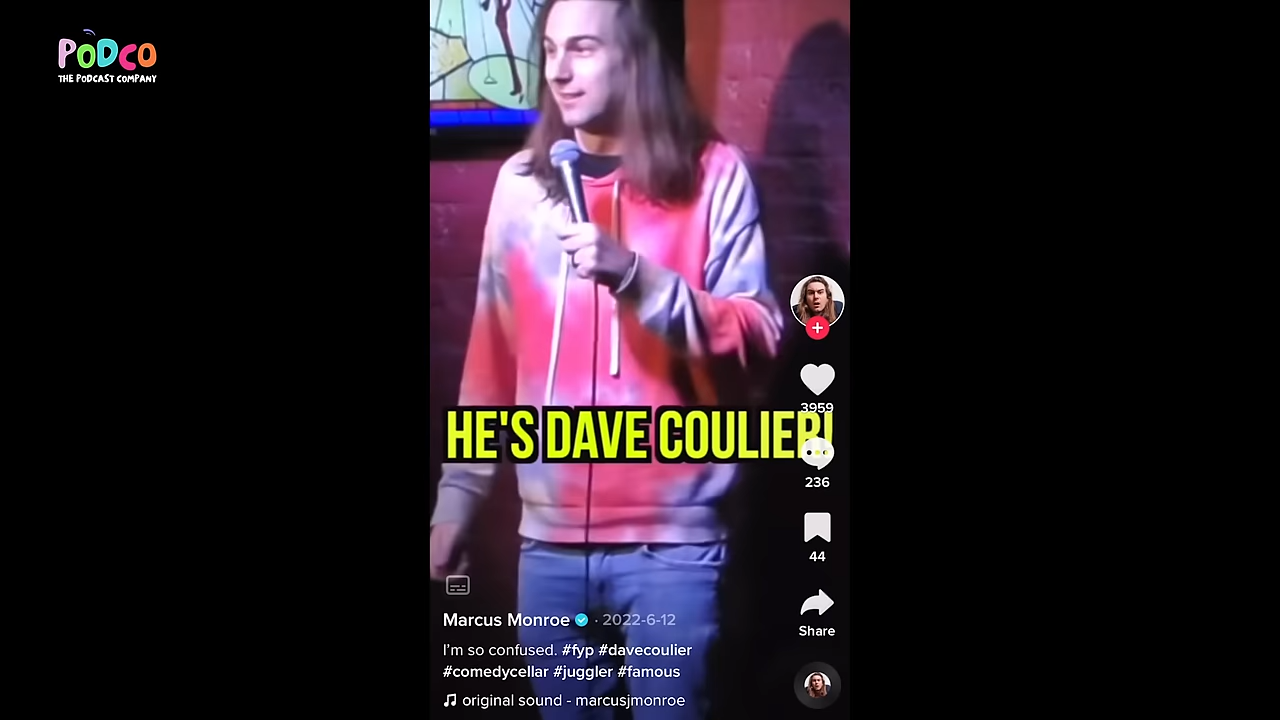 PODCO
THE PODCAST COMPANY
HE'S DAVE COULIER!
3959
236
44
Share
Marcus Monroe · 2022-6-12
I'm so confused. #fyp #davecoulier
#comedycellar #juggler #famous
original sound - marcusjmonroe